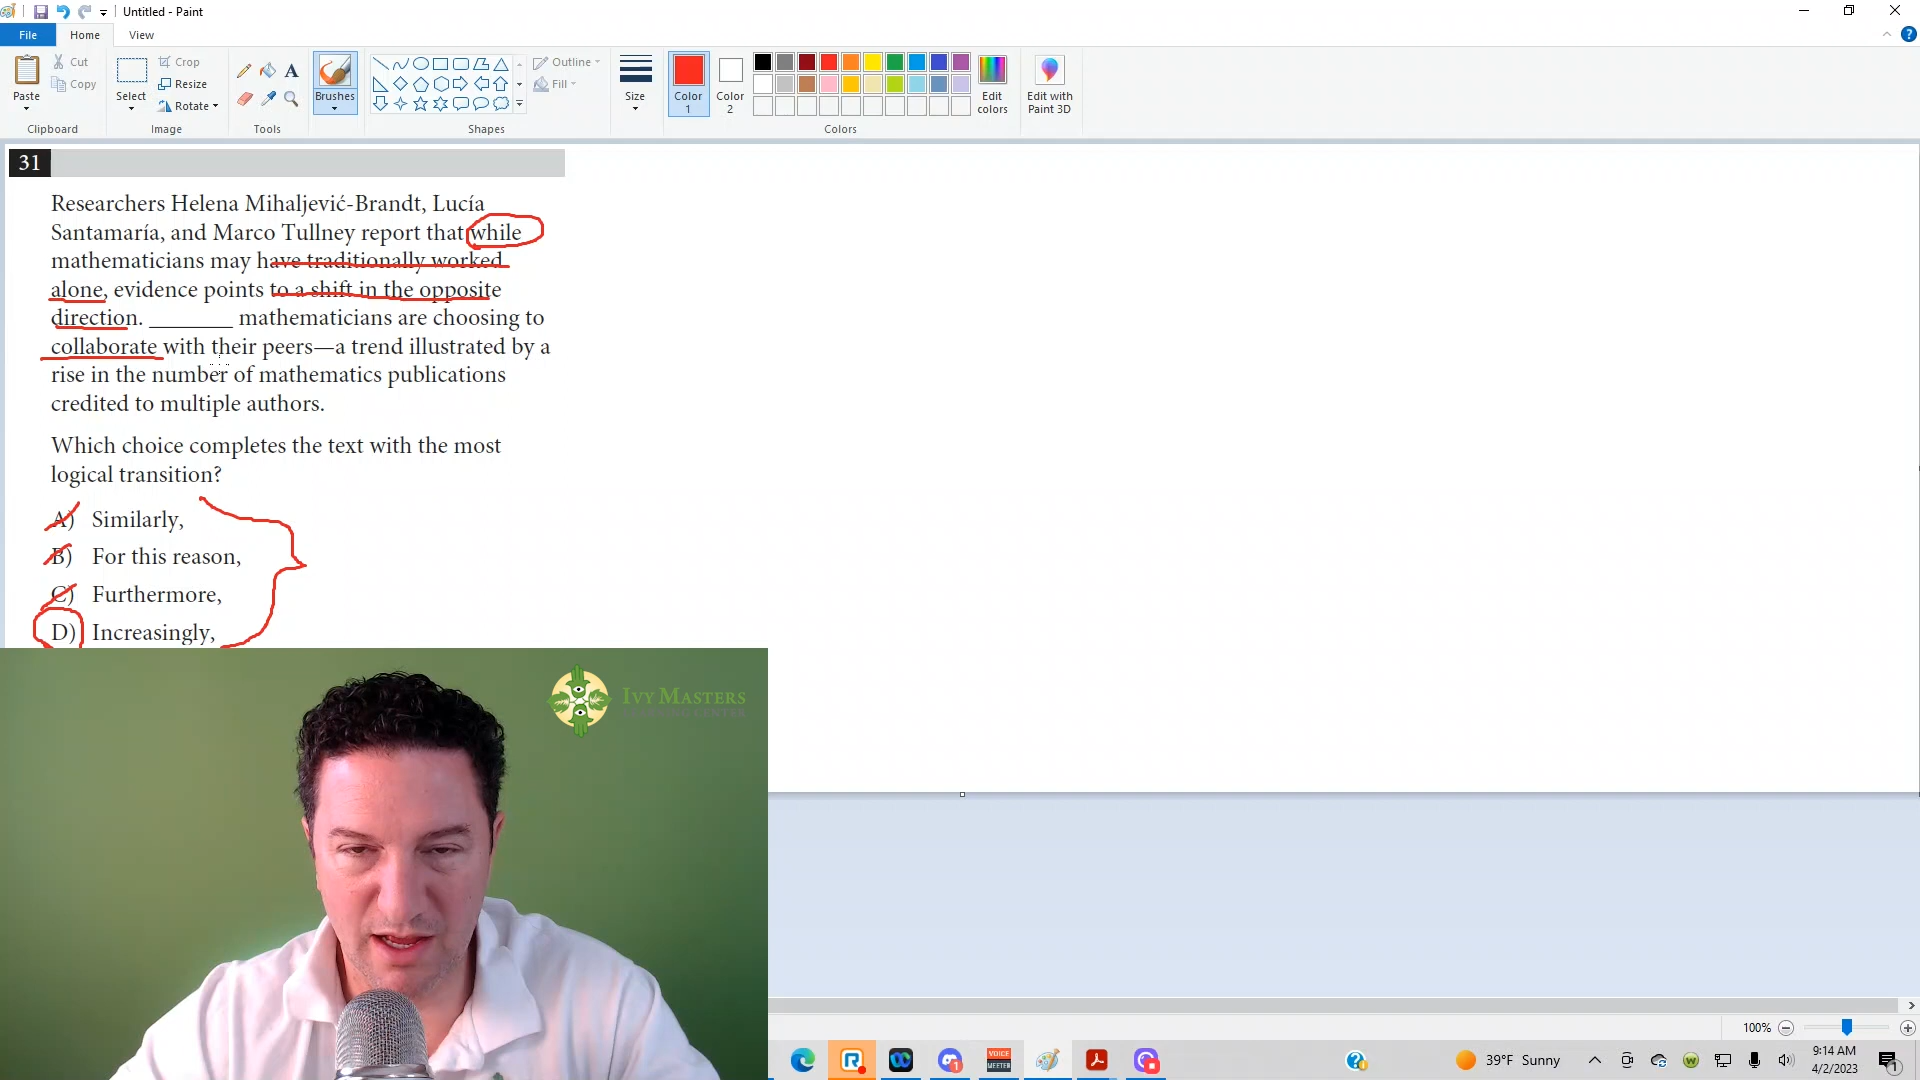 Untitled - Paint
File
Home
View
Paste
Cut
Copy
Clipboard
Select
Crop
Resize
Rotate
Image
Tools
Brushes
Outline
Fill
Shapes
Size
Color
1
Color
2
Edit
colors
Colors
Edit with
Paint 3D
31
Researchers Helena Mihaljević-Brandt, Lucía
Santamaría, and Marco Tullney report that while
mathematicians may have traditionally worked
alone, evidence points to a shift in the opposite
direction. _______ mathematicians are choosing to
collaborate with their peers—a trend illustrated by a
rise in the number of mathematics publications
credited to multiple authors.
Which choice completes the text with the most
logical transition?
A) Similarly,
B) For this reason,
C) Furthermore,
D) Increasingly,
IVY MASTERS
100%
VOICE
MEETER
39°F Sunny
9:14 AM
4/2/2023